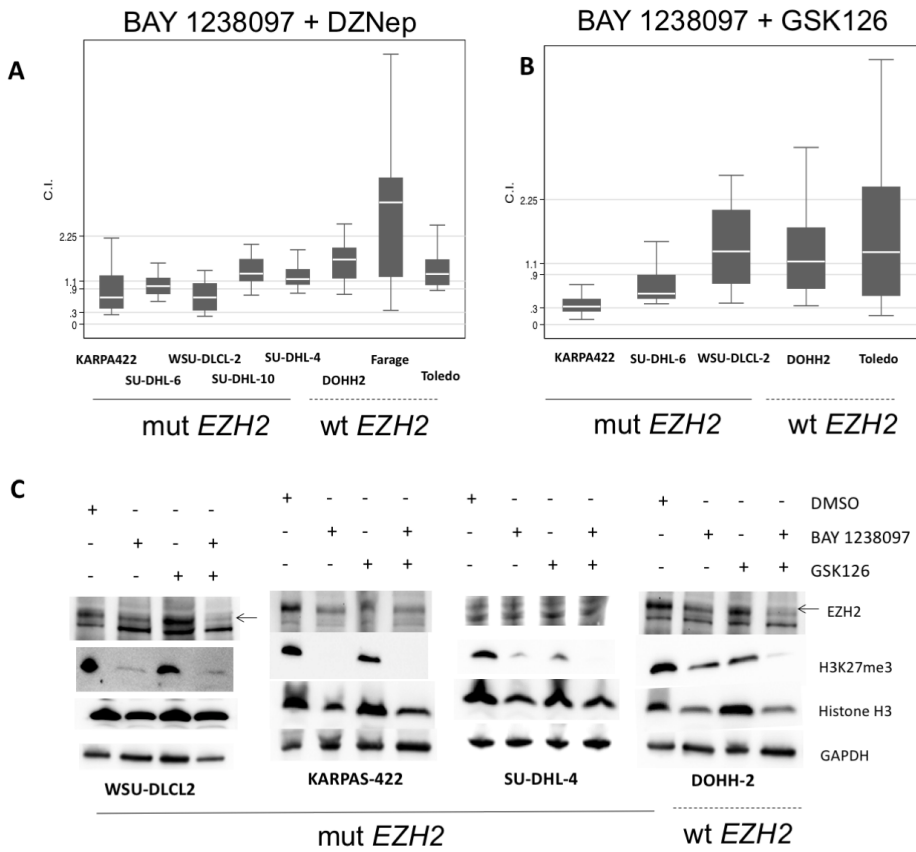 BAY 1238097 + DZNep
A
C.I.
2.25
1.1
.9
.3
0
KARPA422
SU-DHL-6
WSU-DLCL-2
SU-DHL-10
SU-DHL-4
DOHH2
Farage
Toledo
mut EZH2
wt EZH2
BAY 1238097 + GSK126
B
C.I.
2.25
1.1
.9
.3
0
KARPA422
SU-DHL-6
WSU-DLCL-2
DOHH2
Toledo
mut EZH2
wt EZH2
C
+ - - - + - - - + - - - + - - - DMSO
- + - + - + - + - + - + - + - + BAY 1238097
- - + + - - + + - - + + - - + + GSK126
EZH2
H3K27me3
Histone H3
GAPDH
WSU-DLCL2
KARPAS-422
SU-DHL-4
DOHH-2
mut EZH2
wt EZH2